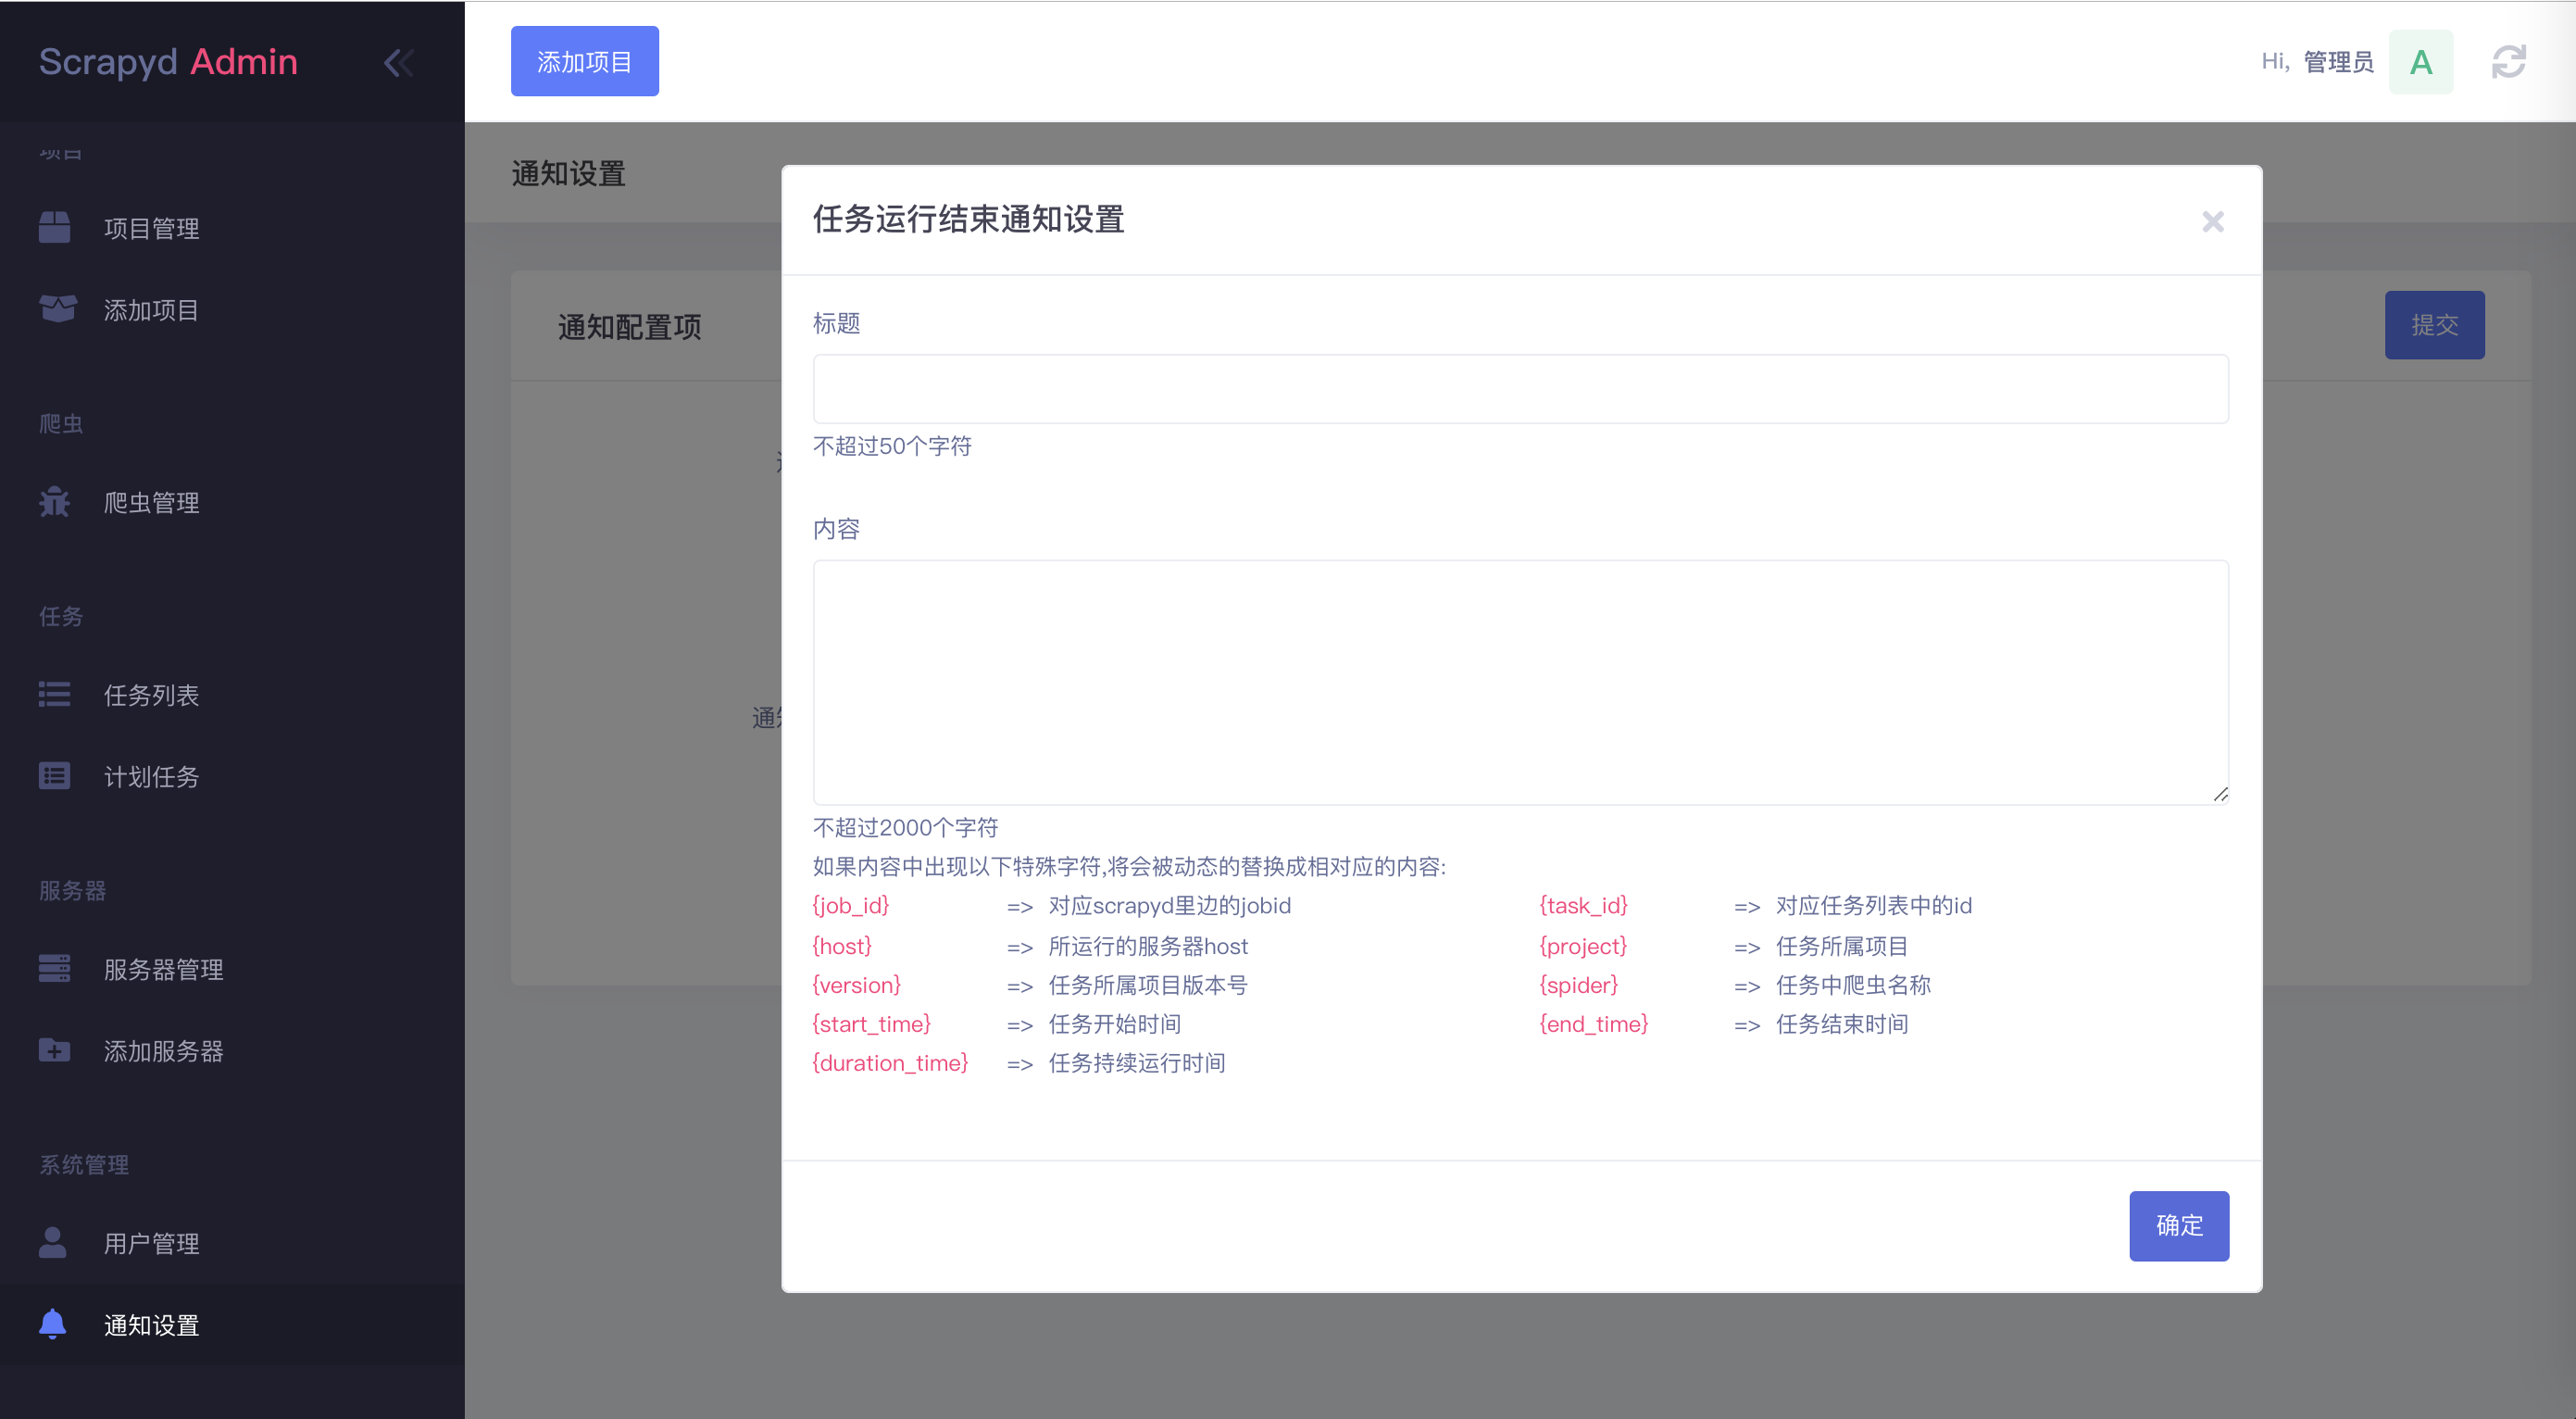 Scrapyd Admin
添加项目
Hi, 管理员 A
项目
项目管理
添加项目
爬虫
爬虫管理
任务
任务列表
计划任务
服务器
服务器管理
添加服务器
系统管理
用户管理
通知设置
通知设置
通知配置项
提交
通知
任务运行结束通知设置
标题
不超过50个字符
内容
不超过2000个字符
如果内容中出现以下特殊字符,将会被动态的替换成相对应的内容:
{job_id} => 对应scrapyd里边的jobid {task_id} => 对应任务列表中的id
{host} => 所运行的服务器host {project} => 任务所属项目
{version} => 任务所属项目版本号 {spider} => 任务中爬虫名称
{start_time} => 任务开始时间 {end_time} => 任务结束时间
{duration_time} => 任务持续运行时间
确定